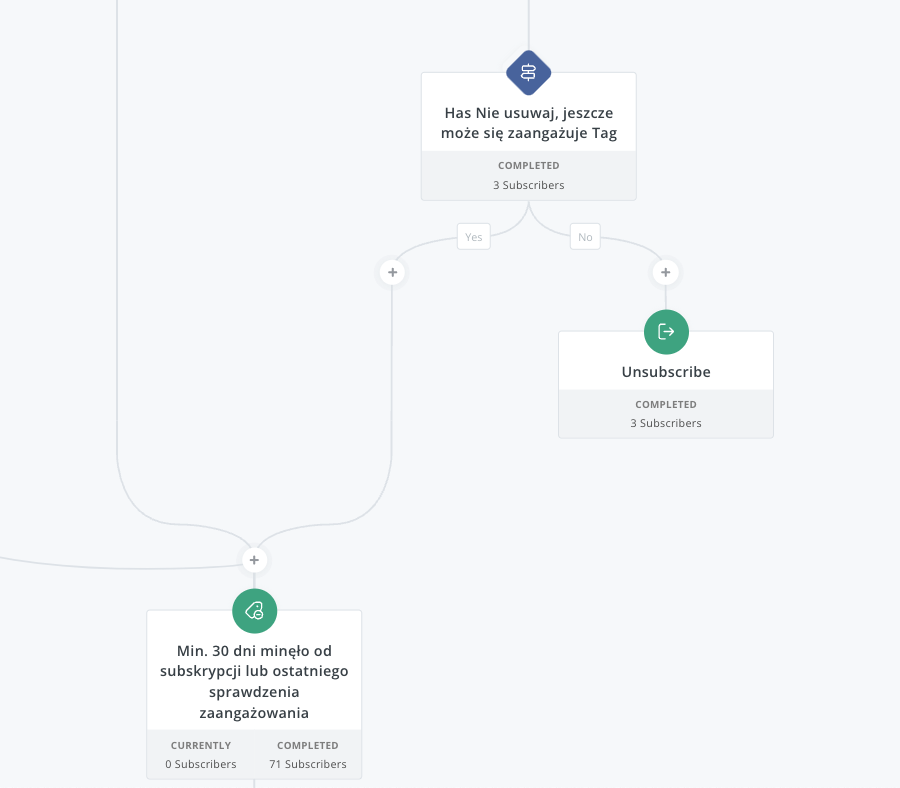 Has Nie usuwaj, jeszcze
może się zaangażuje Tag
COMPLETED
3 Subscribers
Yes
No
Unsubscribe
COMPLETED
3 Subscribers
Min. 30 dni minęło od
subskrypcji lub ostatniego
sprawdzenia
zaangażowania
CURRENTLY
0 Subscribers
COMPLETED
71 Subscribers